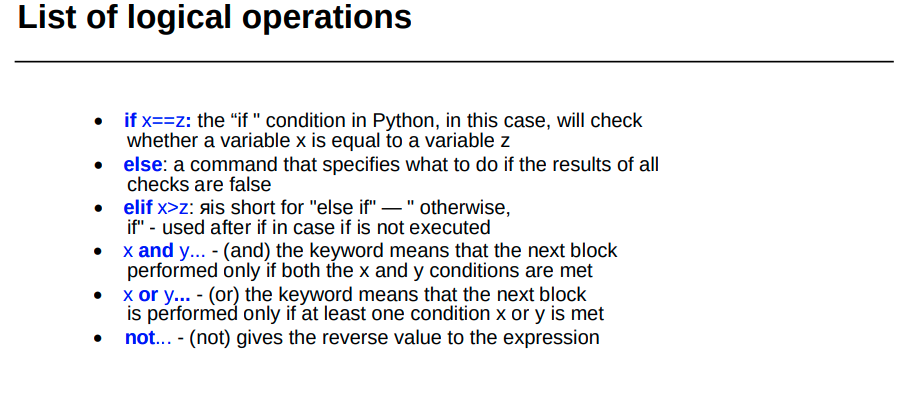 List of logical operations
• if x==z: the “if " condition in Python, in this case, will check
whether a variable x is equal to a variable z
• else: a command that specifies what to do if the results of all
checks are false
• elif x>z: яis short for "else if" — " otherwise,
if" - used after if in case if is not executed
• x and y... - (and) the keyword means that the next block
performed only if both the x and y conditions are met
• x or y... - (or) the keyword means that the next block
is performed only if at least one condition x or y is met
• not... - (not) gives the reverse value to the expression